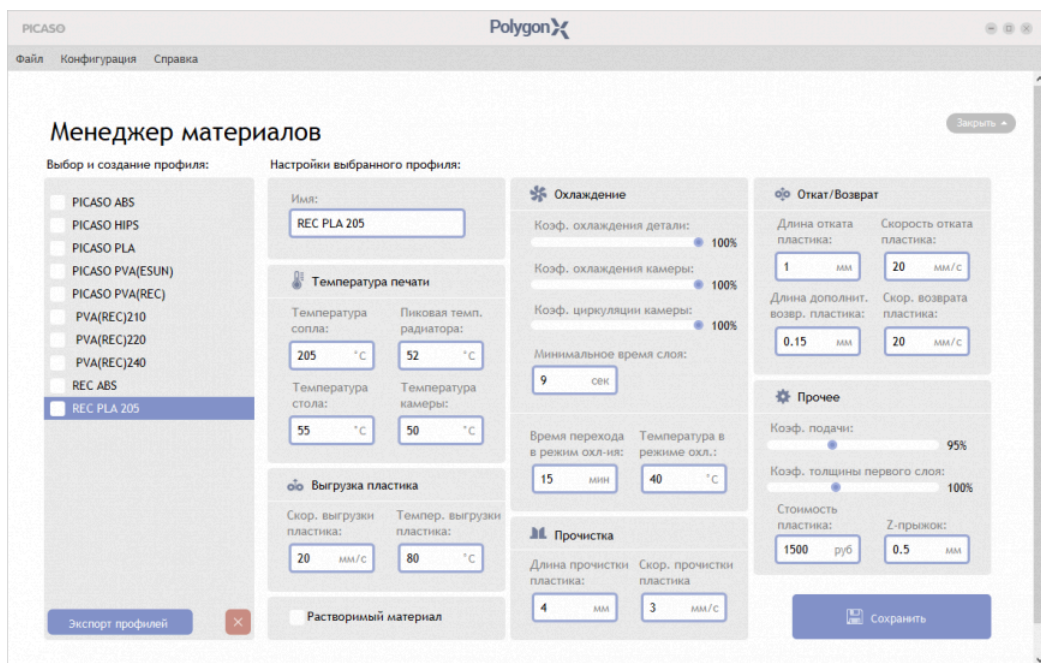 PICASO
PolygonX
Файл Конфигурация Справка
Закрыть
Менеджер материалов
Выбор и создание профиля:
PICASO ABS
PICASO HIPS
PICASO PLA
PICASO PVA(ESUN)
PICASO PVA(REC)
PVA(REC)210
PVA(REC)220
PVA(REC)240
REC ABS
REC PLA 205
Экспорт профилей
Настройки выбранного профиля:
Имя:
REC PLA 205
Температура печати
Температура
сопла:
205 °C
Пиковая темп.
радиатора:
52 °C
Температура
стола:
55 °C
Температура
камеры:
50 °C
Выгрузка пластика
Скор. выгрузки
пластика:
20 мм/с
Темпер. выгрузки
пластика:
80 °C
Растворимый материал
Охлаждение
Коэф. охлаждения детали:
100%
Коэф. охлаждения камеры:
100%
Коэф. циркуляции камеры:
100%
Минимальное время слоя:
9 сек
Время перехода
в режим охл-ия:
15 мин
Температура в
режиме охл.:
40 °C
Прочистка
Длина прочистки
пластика:
4 мм
Скор. прочистки
пластика
3 мм/с
Откат/Возврат
Длина отката
пластика:
1 мм
Скорость отката
пластика:
20 мм/с
Длина дополнит.
возвр. пластика:
0.15 мм
Скор. возврата
пластика:
20 мм/с
Прочее
Коэф. подачи:
95%
Коэф. толщины первого слоя:
100%
Стоимость
пластика:
1500 руб
Z-прыжок:
0.5 мм
Сохранить